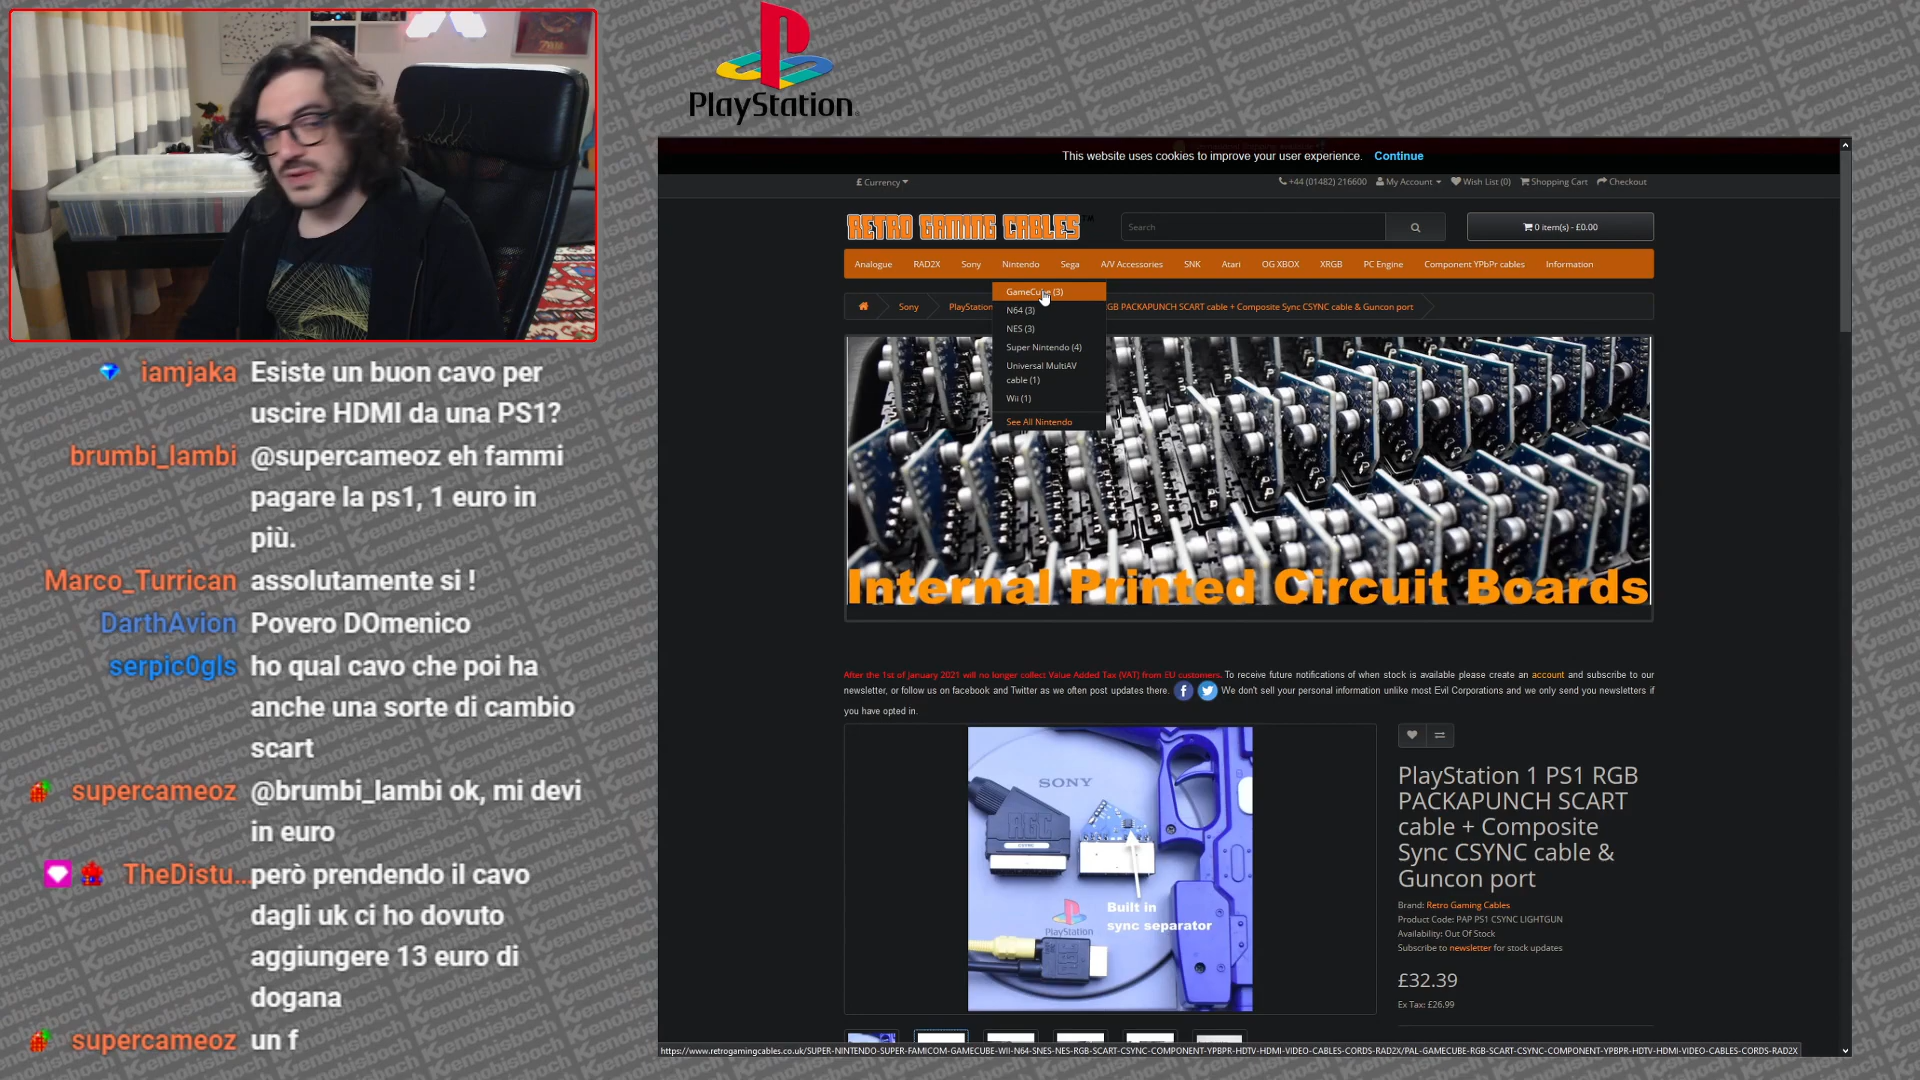 PlayStation
This website uses cookies to improve your user experience. Continue
£ Currency
+44 (01482) 216600 My Account Wish List (0) Shopping Cart Checkout
RETRO GAMING CABLES™
Search
0 item(s) - £0.00
Analogue RAD2X Sony Nintendo Sega A/V Accessories SNK Atari OG XBOX XRGB PC Engine Component YPbPr cables Information
GameCube (3)
N64 (3)
NES (3)
Super Nintendo (4)
Universal MultiAV
cable (1)
Wii (1)
See All Nintendo
Sony PlayStation GB PACKAPUNCH SCART cable + Composite Sync CSYNC cable & Guncon port
Internal Printed Circuit Boards
After the 1st of January 2021 will no longer collect Value Added Tax (VAT) from EU customers. To receive future notifications of when stock is available please create an account and subscribe to our
newsletter, or follow us on facebook and Twitter as we often post updates there. We don't sell your personal information unlike most Evil Corporations and we only send you newsletters if
you have opted in.
SONY
RGC
Built in
sync separator
PlayStation
RGC
PlayStation 1 PS1 RGB
PACKAPUNCH SCART
cable + Composite
Sync CSYNC cable &
Guncon port
Brand: Retro Gaming Cables
Product Code: PAP PS1 CSYNC LIGHTGUN
Availability: Out Of Stock
Subscribe to newsletter for stock updates
£32.39
Ex Tax: £26.99
https://www.retrogamingcables.co.uk/SUPER-NINTENDO-SUPER-FAMICOM-GAMECUBE-WII-N64-SNES-NES-RGB-SCART-CSYNC-COMPONENT-YPBPR-HDTV-HDMI-VIDEO-CABLES-CORDS-RAD2X/PAL-GAMECUBE-RGB-SCART-CSYNC-COMPONENT-YPBPR-HDTV-HDMI-VIDEO-CABLES-CORDS-RAD2X
iamjaka Esiste un buon cavo per
uscire HDMI da una PS1?
brumbi_lambi @supercameoz eh fammi
pagare la ps1, 1 euro in
più.
Marco_Turrican assolutamente si !
DarthAvion Povero DOmenico
serpic0gls ho qual cavo che poi ha
anche una sorte di cambio
scart
supercameoz @brumbi_lambi ok, mi devi
in euro
TheDistu... però prendendo il cavo
dagli uk ci ho dovuto
aggiungere 13 euro di
dogana
supercameoz un f
Kenobisboch